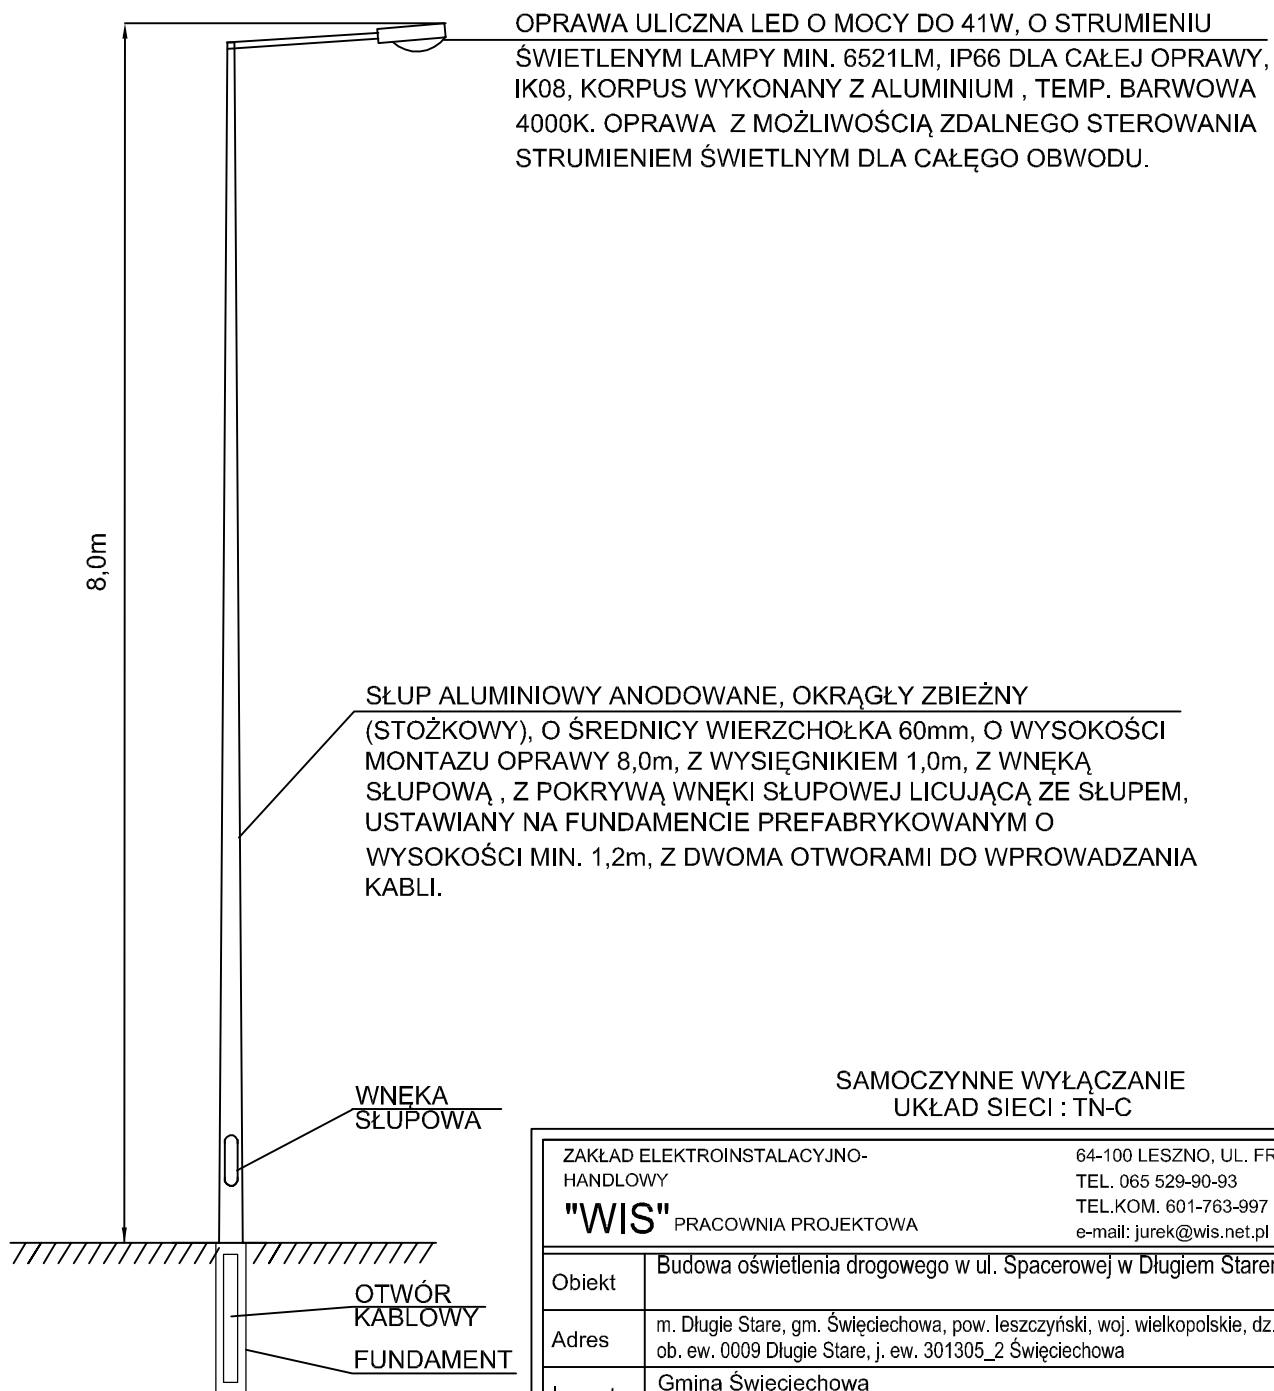 OPRAWA ULICZNA LED O MOCY DO 41W, O STRUMIENIU
ŚWIETLENYM LAMPY MIN. 6521LM, IP66 DLA CAŁEJ OPRAWY,
IK08, KORPUS WYKONANY Z ALUMINIUM , TEMP. BARWOWA
4000K. OPRAWA Z MOŻLIWOŚCIĄ ZDALNEGO STEROWANIA
STRUMIENIEM ŚWIETLNYM DLA CAŁĘGO OBWODU.
8,0m
SŁUP ALUMINIOWY ANODOWANE, OKRĄGŁY ZBIEŻNY
(STOŻKOWY), O ŚREDNICY WIERZCHOŁKA 60mm, O WYSOKOŚCI
MONTAZU OPRAWY 8,0m, Z WYSIĘGNIKIEM 1,0m, Z WNĘKĄ
SŁUPOWĄ , Z POKRYWĄ WNĘKI SŁUPOWEJ LICUJĄCĄ ZE SŁUPEM,
USTAWIANY NA FUNDAMENCIE PREFABRYKOWANYM O
WYSOKOŚCI MIN. 1,2m, Z DWOMA OTWORAMI DO WPROWADZANIA
KABLI.
WNĘKA
SŁUPOWA
SAMOCZYNNE WYŁĄCZANIE
UKŁAD SIECI : TN-C
ZAKŁAD ELEKTROINSTALACYJNO-
HANDLOWY
"WIS" PRACOWNIA PROJEKTOWA
64-100 LESZNO, UL. FR
TEL. 065 529-90-93
TEL.KOM. 601-763-997
e-mail: jurek@wis.net.pl
Obiekt
Budowa oświetlenia drogowego w ul. Spacerowej w Długiem Starem
Adres
m. Długie Stare, gm. Święciechowa, pow. leszczyński, woj. wielkopolskie, dz.
ob. ew. 0009 Długie Stare, j. ew. 301305_2 Święciechowa
Gmina Święciechowa
OTWÓR
KABLOWY
FUNDAMENT